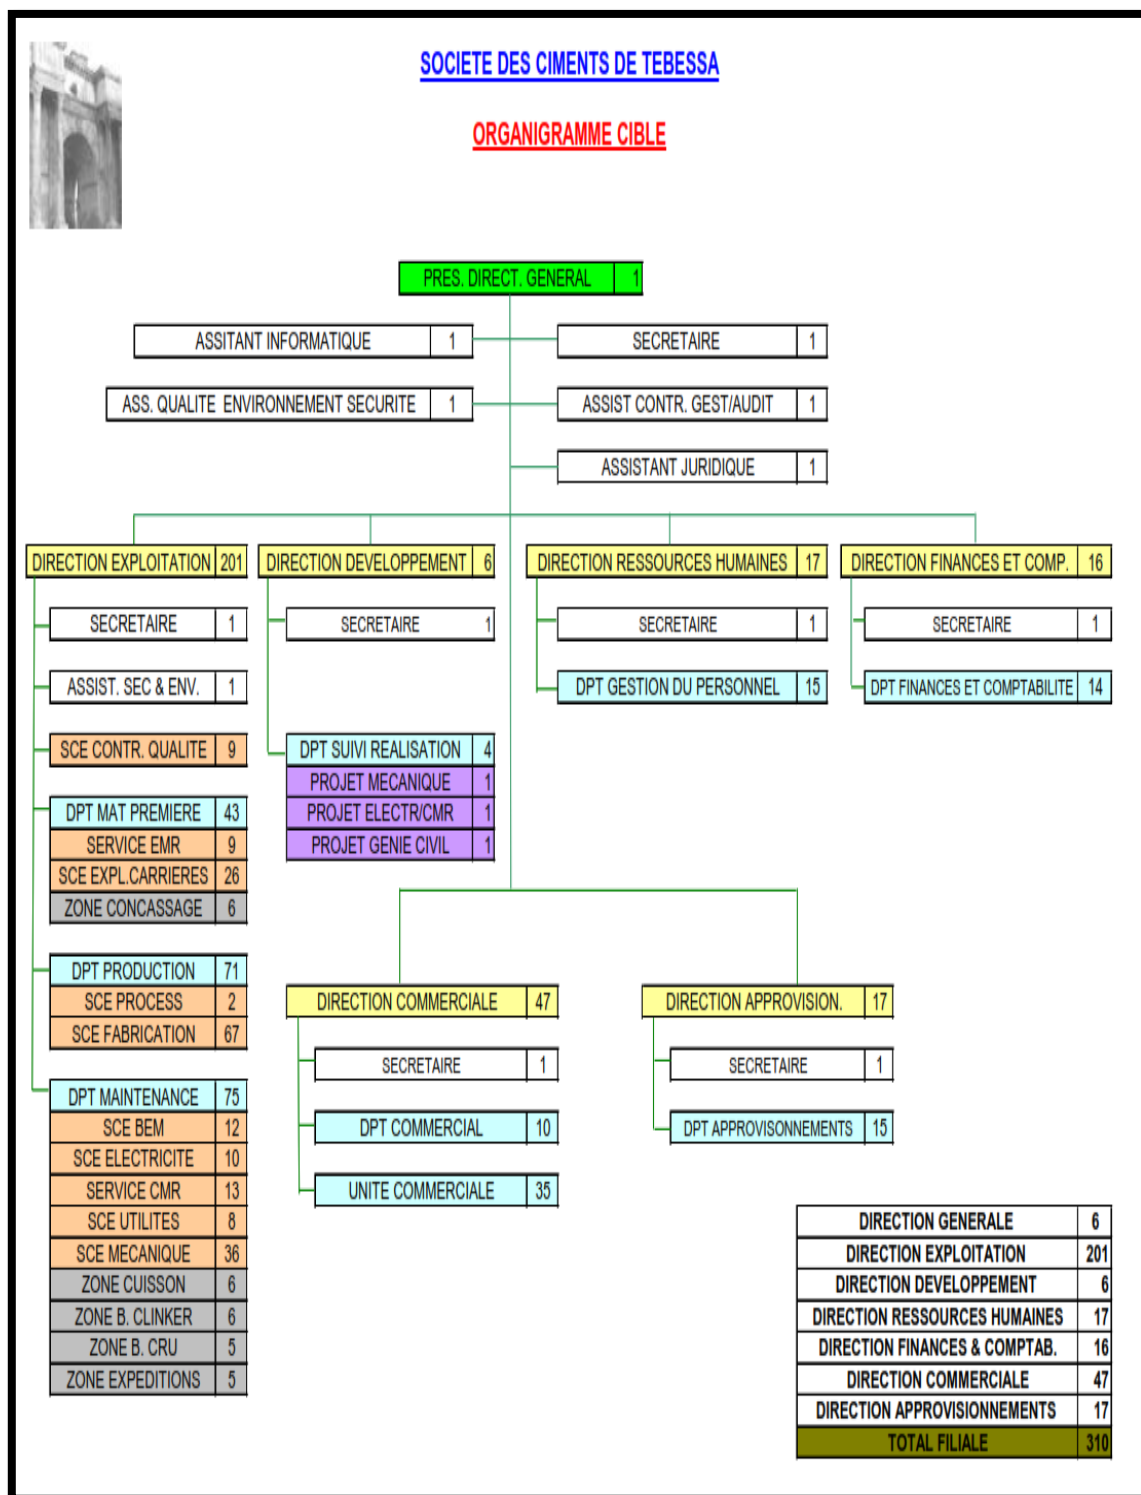 SOCIETE DES CIMENTS DE TEBESSA
ORGANIGRAMME CIBLE
PRES. DIRECT. GENERAL 1
ASSITANT INFORMATIQUE 1
SECRETAIRE 1
ASS. QUALITE ENVIRONNEMENT SECURITE 1
ASSIST CONTR. GEST/AUDIT 1
ASSISTANT JURIDIQUE 1
DIRECTION EXPLOITATION 201
SECRETAIRE 1
ASSIST. SEC & ENV. 1
SCE CONTR. QUALITE 9
DPT MAT PREMIERE 43
SERVICE EMR 9
SCE EXPL.CARRIERES 26
ZONE CONCASSAGE 6
DPT PRODUCTION 71
SCE PROCESS 2
SCE FABRICATION 67
DPT MAINTENANCE 75
SCE BEM 12
SCE ELECTRICITE 10
SERVICE CMR 13
SCE UTILITES 8
SCE MECANIQUE 36
ZONE CUISSON 6
ZONE B. CLINKER 6
ZONE B. CRU 5
ZONE EXPEDITIONS 5
DIRECTION DEVELOPPEMENT 6
SECRETAIRE 1
DPT SUIVI REALISATION 4
PROJET MECANIQUE 1
PROJET ELECTR/CMR 1
PROJET GENIE CIVIL 1
DIRECTION RESSOURCES HUMAINES 17
SECRETAIRE 1
DPT GESTION DU PERSONNEL 15
DIRECTION FINANCES ET COMP. 16
SECRETAIRE 1
DPT FINANCES ET COMPTABILITE 14
DIRECTION COMMERCIALE 47
SECRETAIRE 1
DPT COMMERCIAL 10
UNITE COMMERCIALE 35
DIRECTION APPROVISION. 17
SECRETAIRE 1
DPT APPROVISONNEMENTS 15
DIRECTION GENERALE 6
DIRECTION EXPLOITATION 201
DIRECTION DEVELOPPEMENT 6
DIRECTION RESSOURCES HUMAINES 17
DIRECTION FINANCES & COMPTAB. 16
DIRECTION COMMERCIALE 47
DIRECTION APPROVISIONNEMENTS 17
TOTAL FILIALE 310